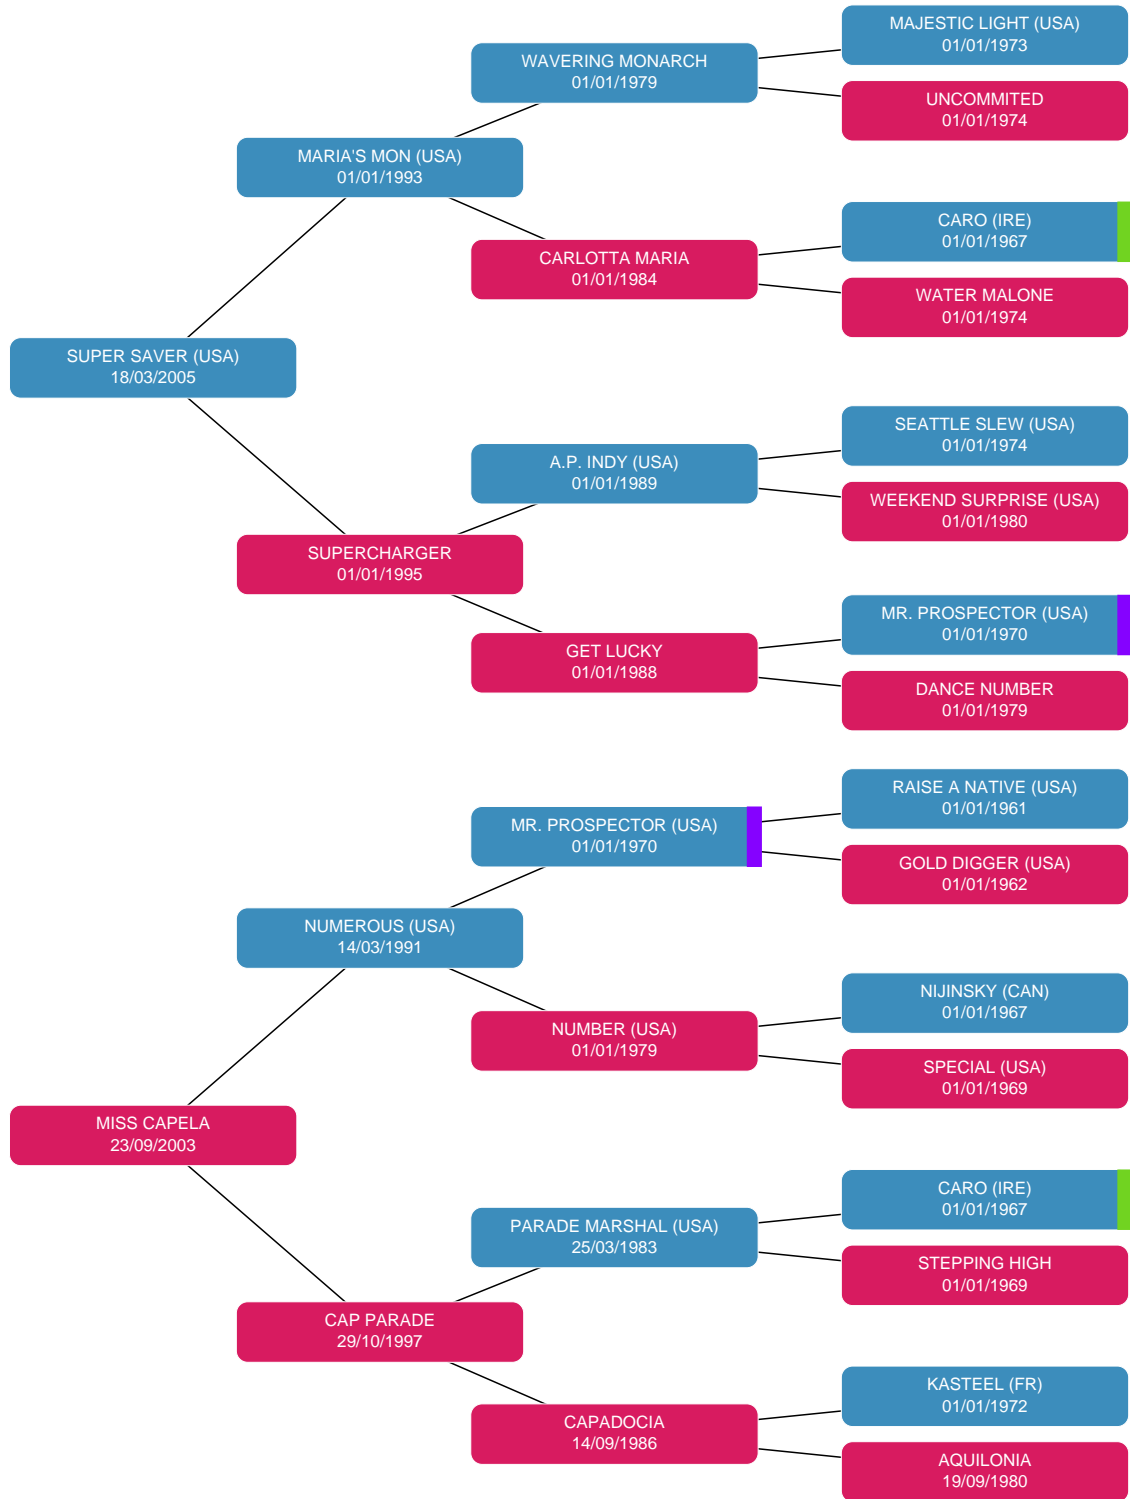 MAJESTIC LIGHT (USA)
01/01/1973
WAVERING MONARCH
01/01/1979
UNCOMMITED
01/01/1974
MARIA'S MON (USA)
01/01/1993
CARO (IRE)
01/01/1967
CARLOTTA MARIA
01/01/1984
WATER MALONE
01/01/1974
SUPER SAVER (USA)
18/03/2005
SEATTLE SLEW (USA)
01/01/1974
A.P. INDY (USA)
01/01/1989
WEEKEND SURPRISE (USA)
01/01/1980
SUPERCHARGER
01/01/1995
MR. PROSPECTOR (USA)
01/01/1970
GET LUCKY
01/01/1988
DANCE NUMBER
01/01/1979
RAISE A NATIVE (USA)
01/01/1961
MR. PROSPECTOR (USA)
01/01/1970
GOLD DIGGER (USA)
01/01/1962
NUMEROUS (USA)
14/03/1991
NIJINSKY (CAN)
01/01/1967
NUMBER (USA)
01/01/1979
SPECIAL (USA)
01/01/1969
MISS CAPELA
23/09/2003
CARO (IRE)
01/01/1967
PARADE MARSHAL (USA)
25/03/1983
STEPPING HIGH
01/01/1969
CAP PARADE
29/10/1997
KASTEEL (FR)
01/01/1972
CAPADOCIA
14/09/1986
AQUILONIA
19/09/1980